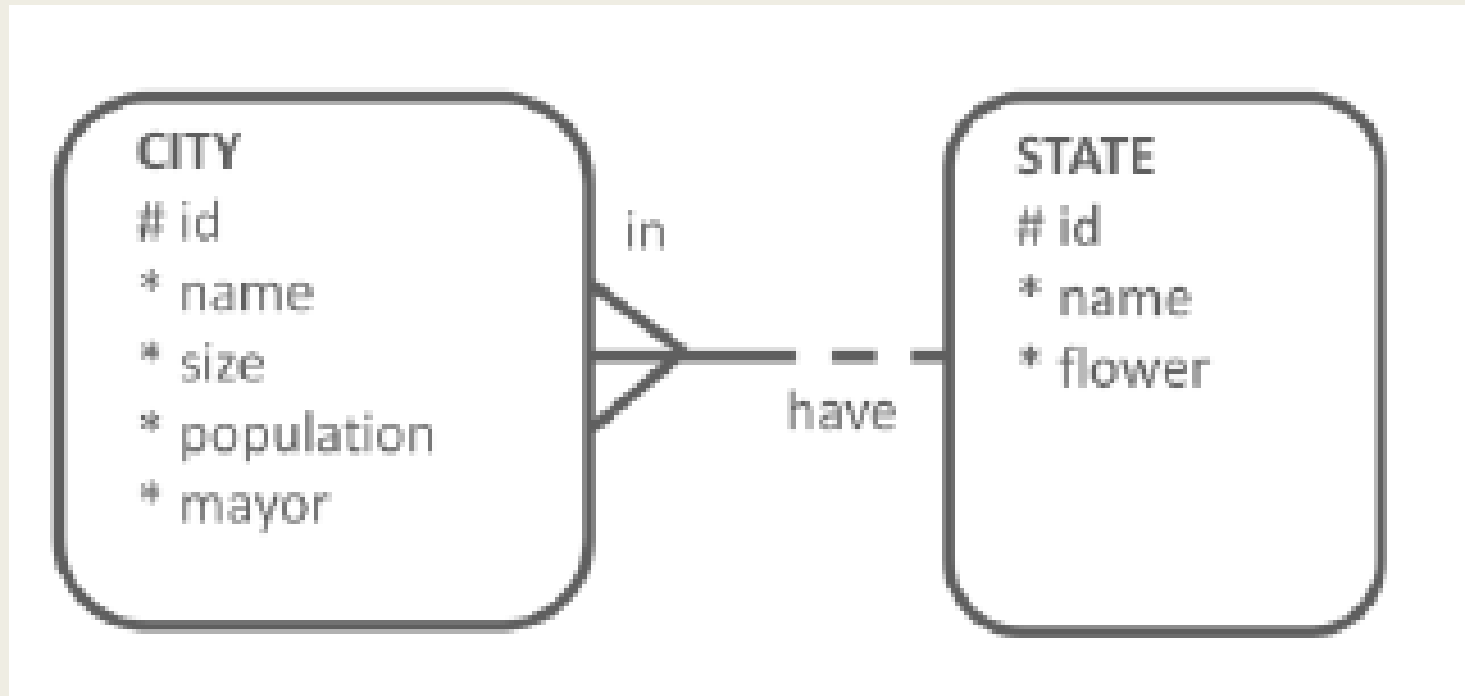 CITY
# id
* name
* size
* population
* mayor
in
have
STATE
# id
* name
* flower